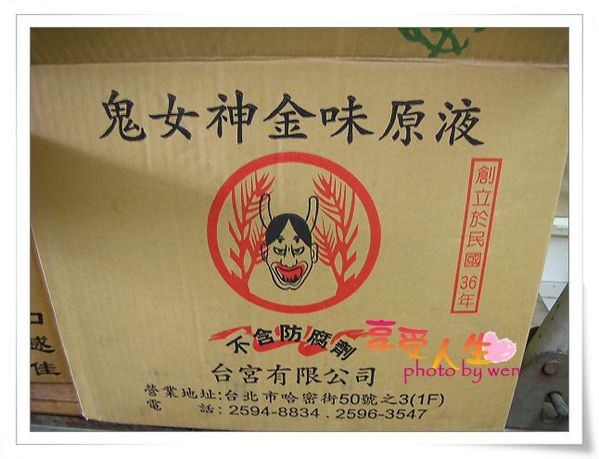 鬼女神金味原液
創立於民國36年
不含防腐劑
台宮有限公司
營業地址:台北市哈密街50號之3(1F)
電話:2594-8834.2596-3547
享受人生
photo by wen